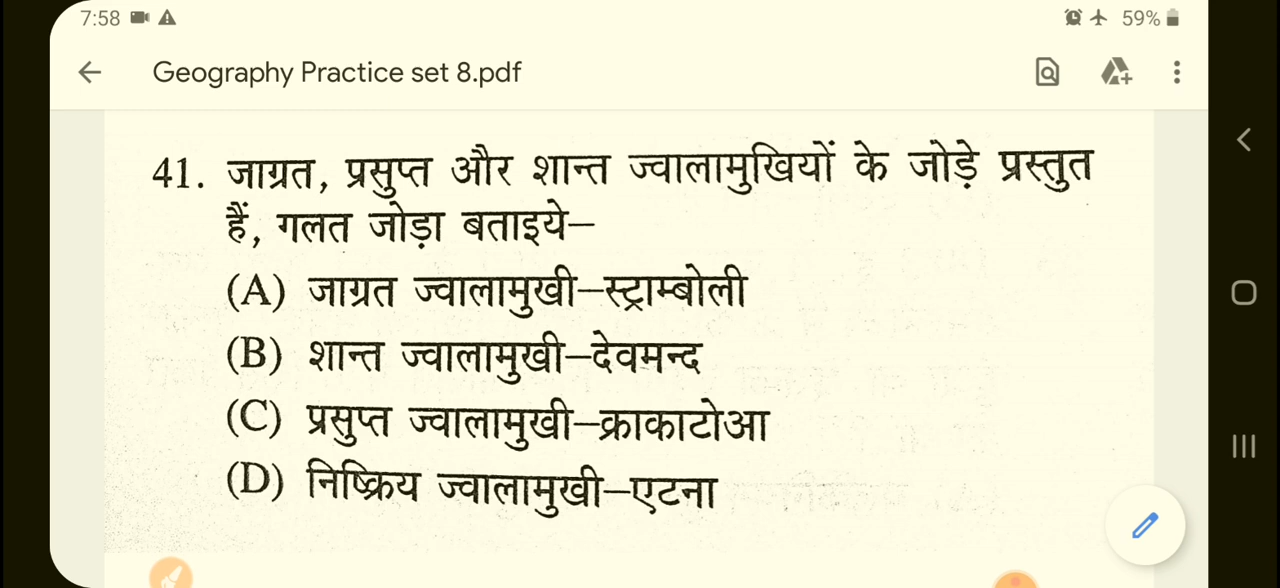 7:58
59%
Geography Practice set 8.pdf
41. जाग्रत, प्रसुप्त और शान्त ज्वालामुखियों के जोड़े प्रस्तुत
हैं, गलत जोड़ा बताइये–
(A) जाग्रत ज्वालामुखी–स्ट्राम्बोली
(B) शान्त ज्वालामुखी–देवमन्द
(C) प्रसुप्त ज्वालामुखी–क्राकाटोआ
(D) निष्क्रिय ज्वालामुखी–एटना